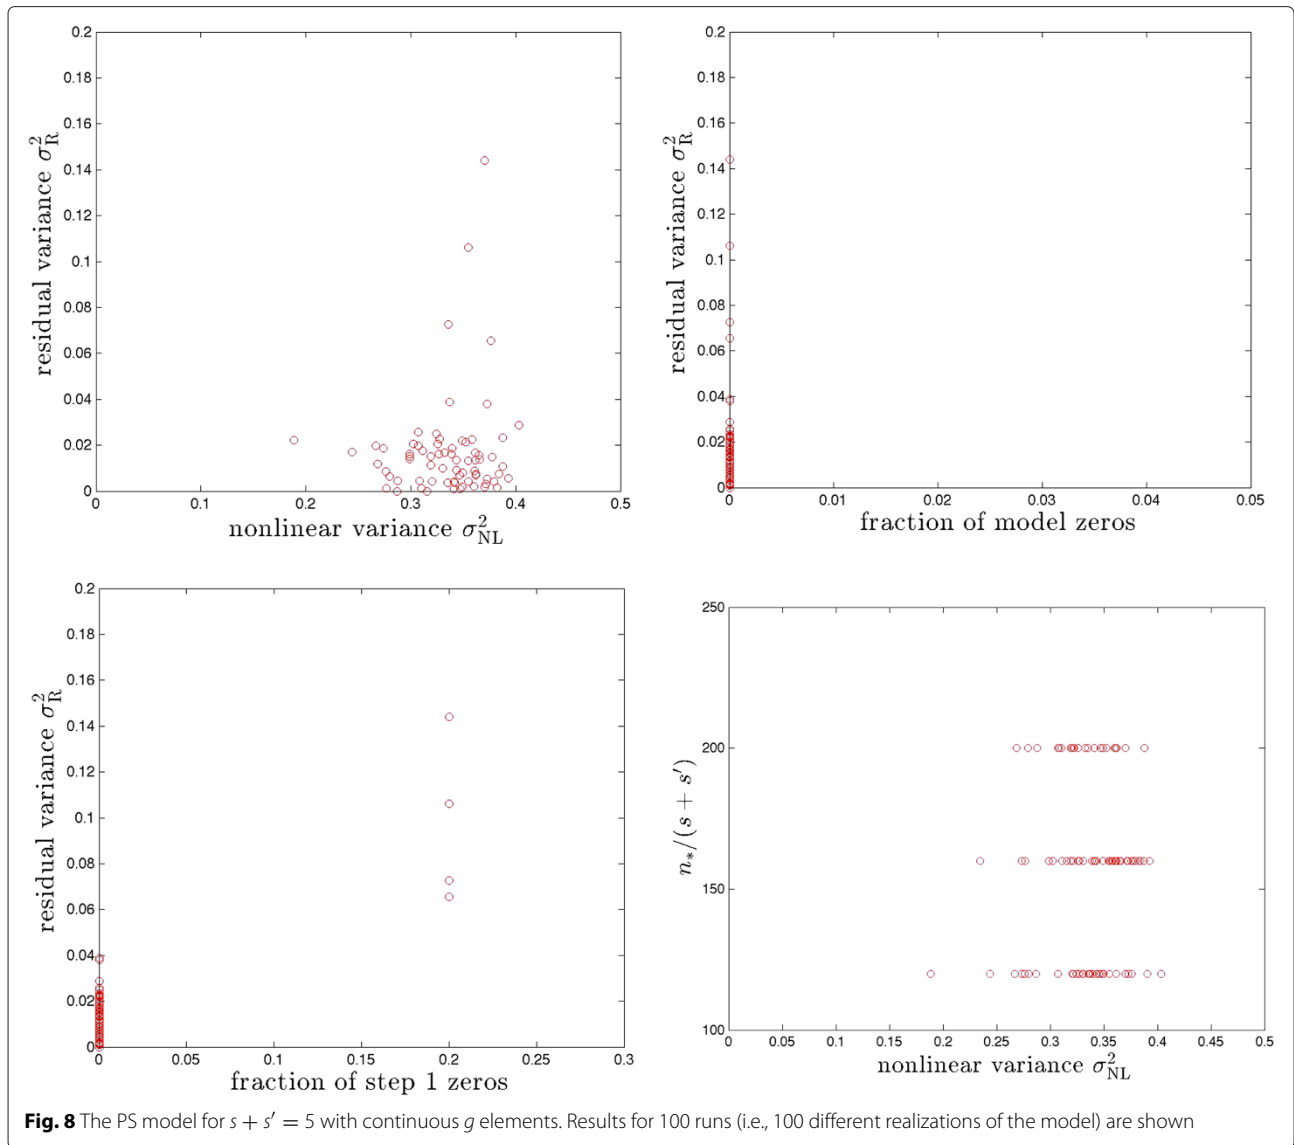 0.2
0.18
0.16
0.14
0.12
0.1
0.08
0.06
0.04
0.02
0
residual variance σ²_R
0 0.1 0.2 0.3 0.4 0.5
nonlinear variance σ²_NL
0.2
0.18
0.16
0.14
0.12
0.1
0.08
0.06
0.04
0.02
0
residual variance σ²_R
0 0.01 0.02 0.03 0.04 0.05
fraction of model zeros
0.2
0.18
0.16
0.14
0.12
0.1
0.08
0.06
0.04
0.02
0
residual variance σ²_R
0 0.05 0.1 0.15 0.2 0.25 0.3
fraction of step 1 zeros
250
200
150
100
n_*/(s + s′)
0 0.05 0.1 0.15 0.2 0.25 0.3 0.35 0.4 0.45 0.5
nonlinear variance σ²_NL
Fig. 8 The PS model for s + s′ = 5 with continuous g elements. Results for 100 runs (i.e., 100 different realizations of the model) are shown